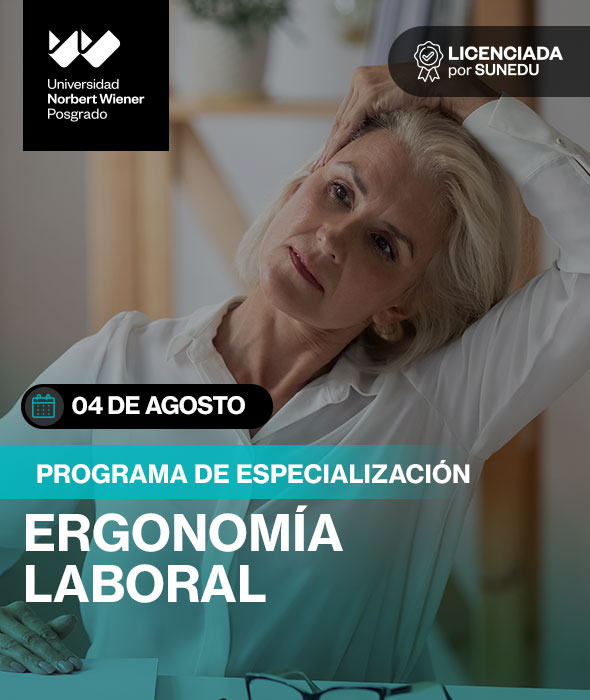 Universidad
Norbert Wiener
Posgrado
LICENCIADA
por SUNEDU
04 DE AGOSTO
PROGRAMA DE ESPECIALIZACIÓN
ERGONOMÍA
LABORAL